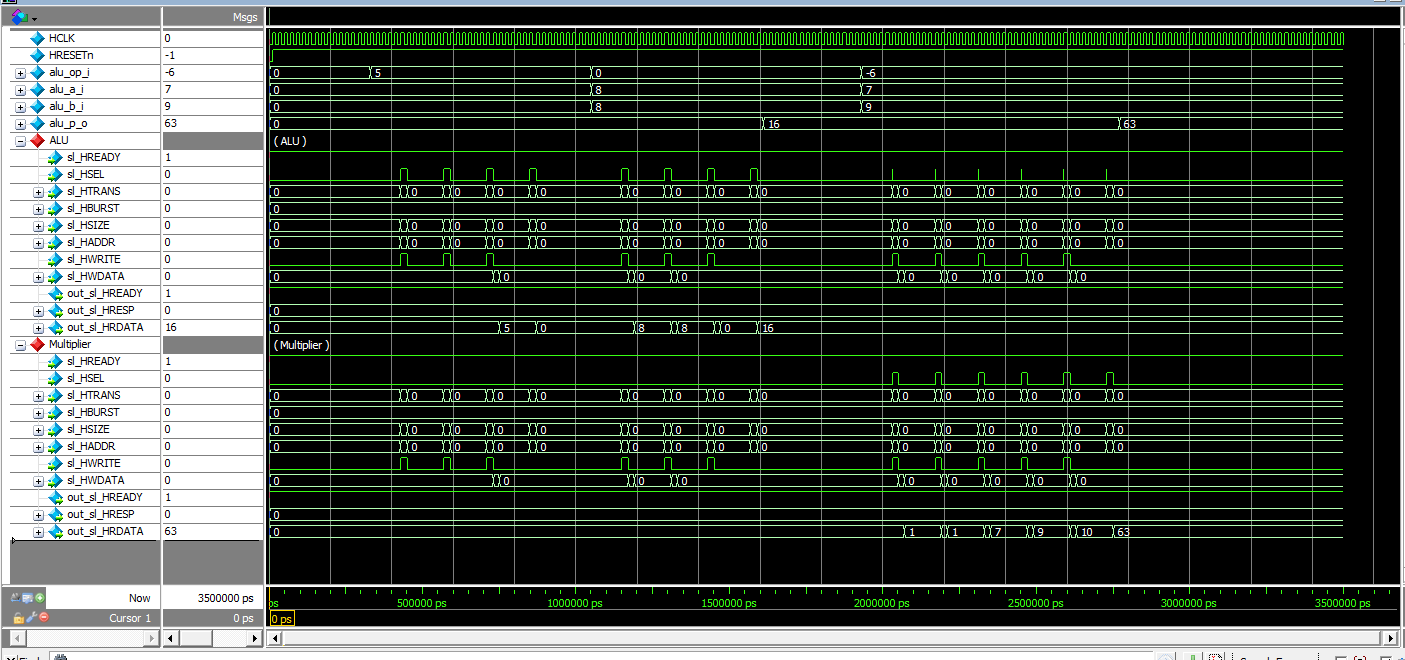 Msgs
HCLK 0
HRESETn -1
alu_op_i -6 0 5 0 -6
alu_a_i 7 0 8 7
alu_b_i 9 0 8 9
alu_p_o 63 0 16 63
ALU ( ALU )
sl_HREADY 1
sl_HSEL 0
sl_HTRANS 0 0 0 0 0 0 0 0 0 0 0 0 0 0 0 0
sl_HBURST 0 0
sl_HSIZE 0 0 0 0 0 0 0 0 0 0 0 0 0 0 0 0
sl_HADDR 0 0 0 0 0 0 0 0 0 0 0 0 0 0 0 0
sl_HWRITE 0
sl_HWDATA 0 0 0 0 0 0 0 0 0 0
out_sl_HREADY 1
out_sl_HRESP 0 0
out_sl_HRDATA 16 0 5 0 8 8 0 16
Multiplier ( Multiplier )
sl_HREADY 1
sl_HSEL 0
sl_HTRANS 0 0 0 0 0 0 0 0 0 0 0 0 0 0 0 0
sl_HBURST 0 0
sl_HSIZE 0 0 0 0 0 0 0 0 0 0 0 0 0 0 0 0
sl_HADDR 0 0 0 0 0 0 0 0 0 0 0 0 0 0 0 0
sl_HWRITE 0
sl_HWDATA 0 0 0 0 0 0 0 0 0 0
out_sl_HREADY 1
out_sl_HRESP 0 0
out_sl_HRDATA 63 0 1 1 7 9 10 63
Now 3500000 ps ps 500000 ps 1000000 ps 1500000 ps 2000000 ps 2500000 ps 3000000 ps 3500000 ps
Cursor 1 0 ps 0 ps